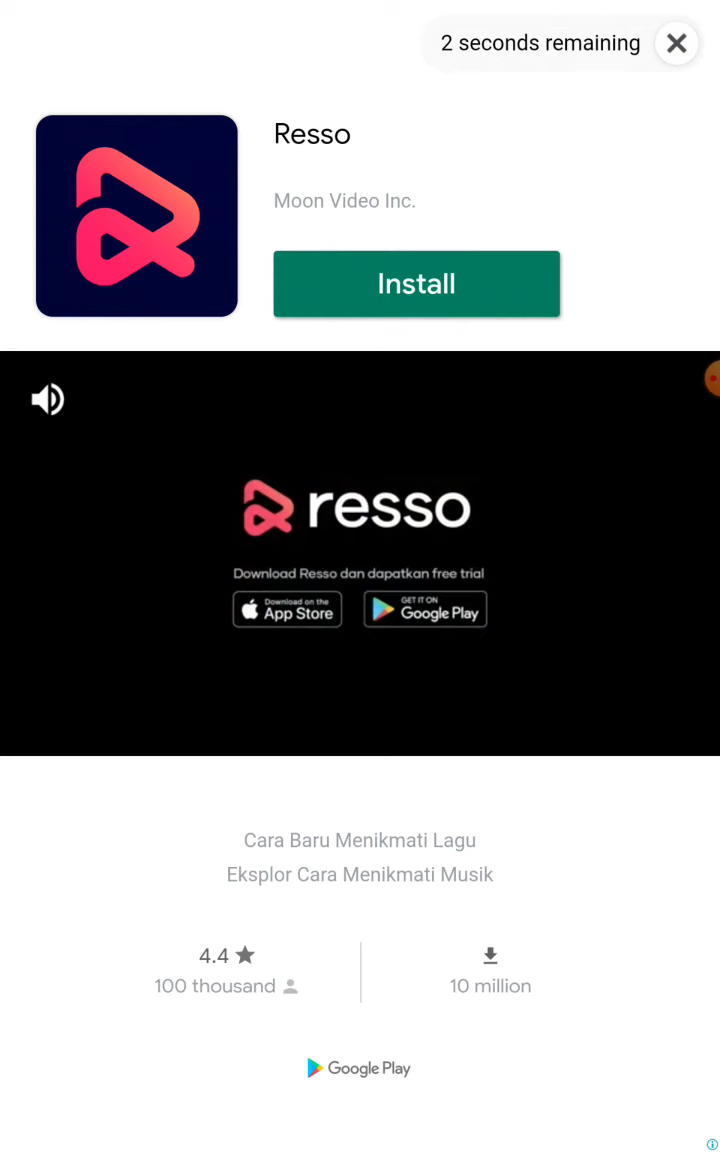 2 seconds remaining
Resso
Moon Video Inc.
Install
resso
Download Resso dan dapatkan free trial
Download on the
App Store
GET IT ON
Google Play
Cara Baru Menikmati Lagu
Eksplor Cara Menikmati Musik
4.4
100 thousand
10 million
Google Play